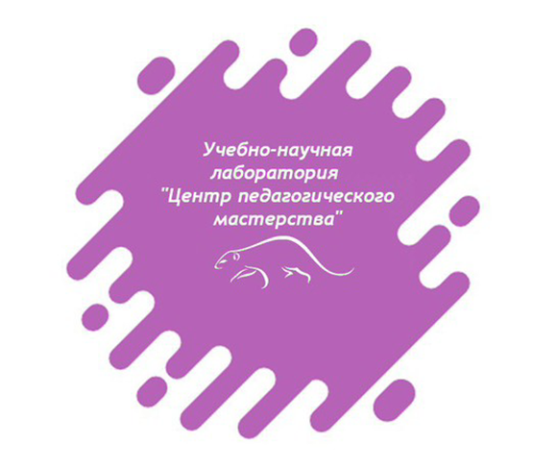 Учебно-научная
лаборатория
"Центр педагогического
мастерства"